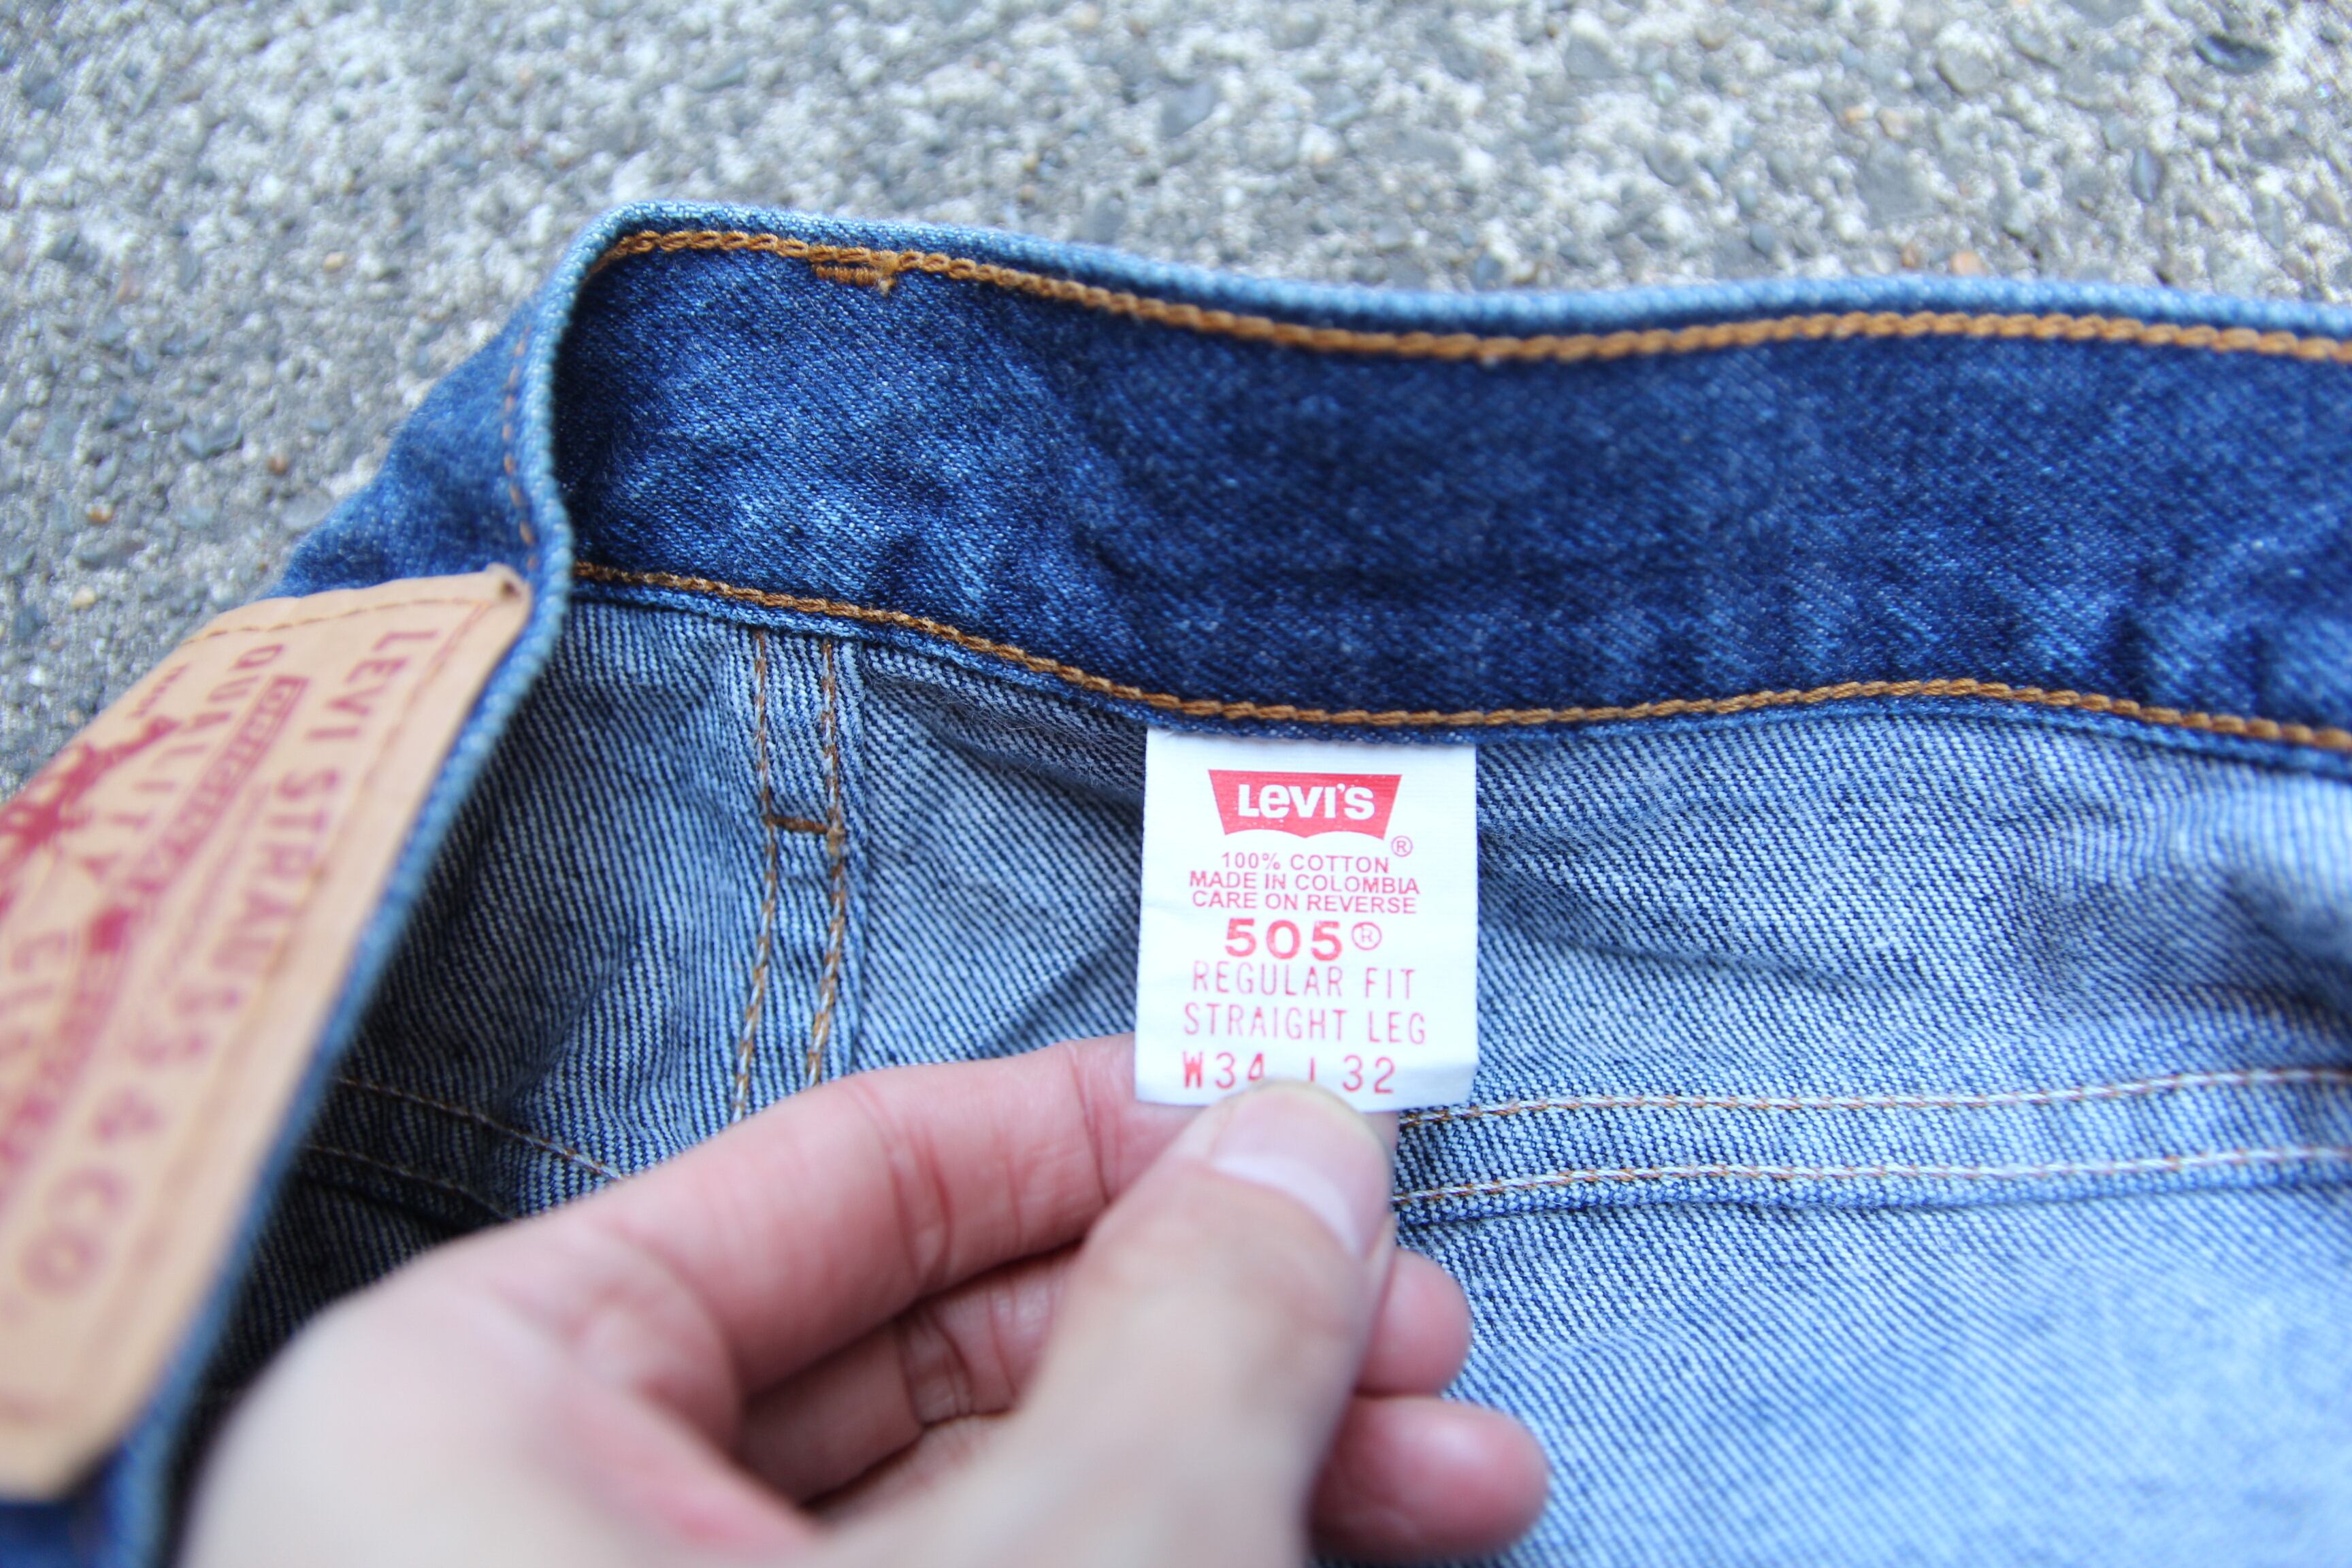 LEVI STRAUSS & CO
QUALITY
LEVI'S
®
100% COTTON
MADE IN COLOMBIA
CARE ON REVERSE
505®
REGULAR FIT
STRAIGHT LEG
W34 L32